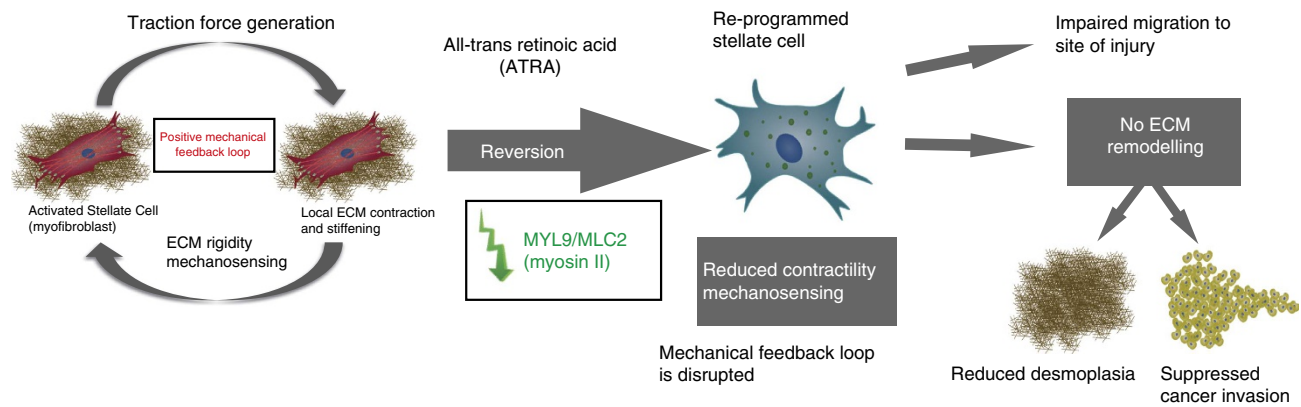 Traction force generation
Positive mechanical
feedback loop
Activated Stellate Cell
(myofibroblast)
Local ECM contraction
and stiffening
ECM rigidity
mechanosensing
All-trans retinoic acid
(ATRA)
Reversion
MYL9/MLC2
(myosin II)
Re-programmed
stellate cell
Reduced contractility
mechanosensing
Mechanical feedback loop
is disrupted
Impaired migration to
site of injury
No ECM
remodelling
Reduced desmoplasia
Suppressed
cancer invasion